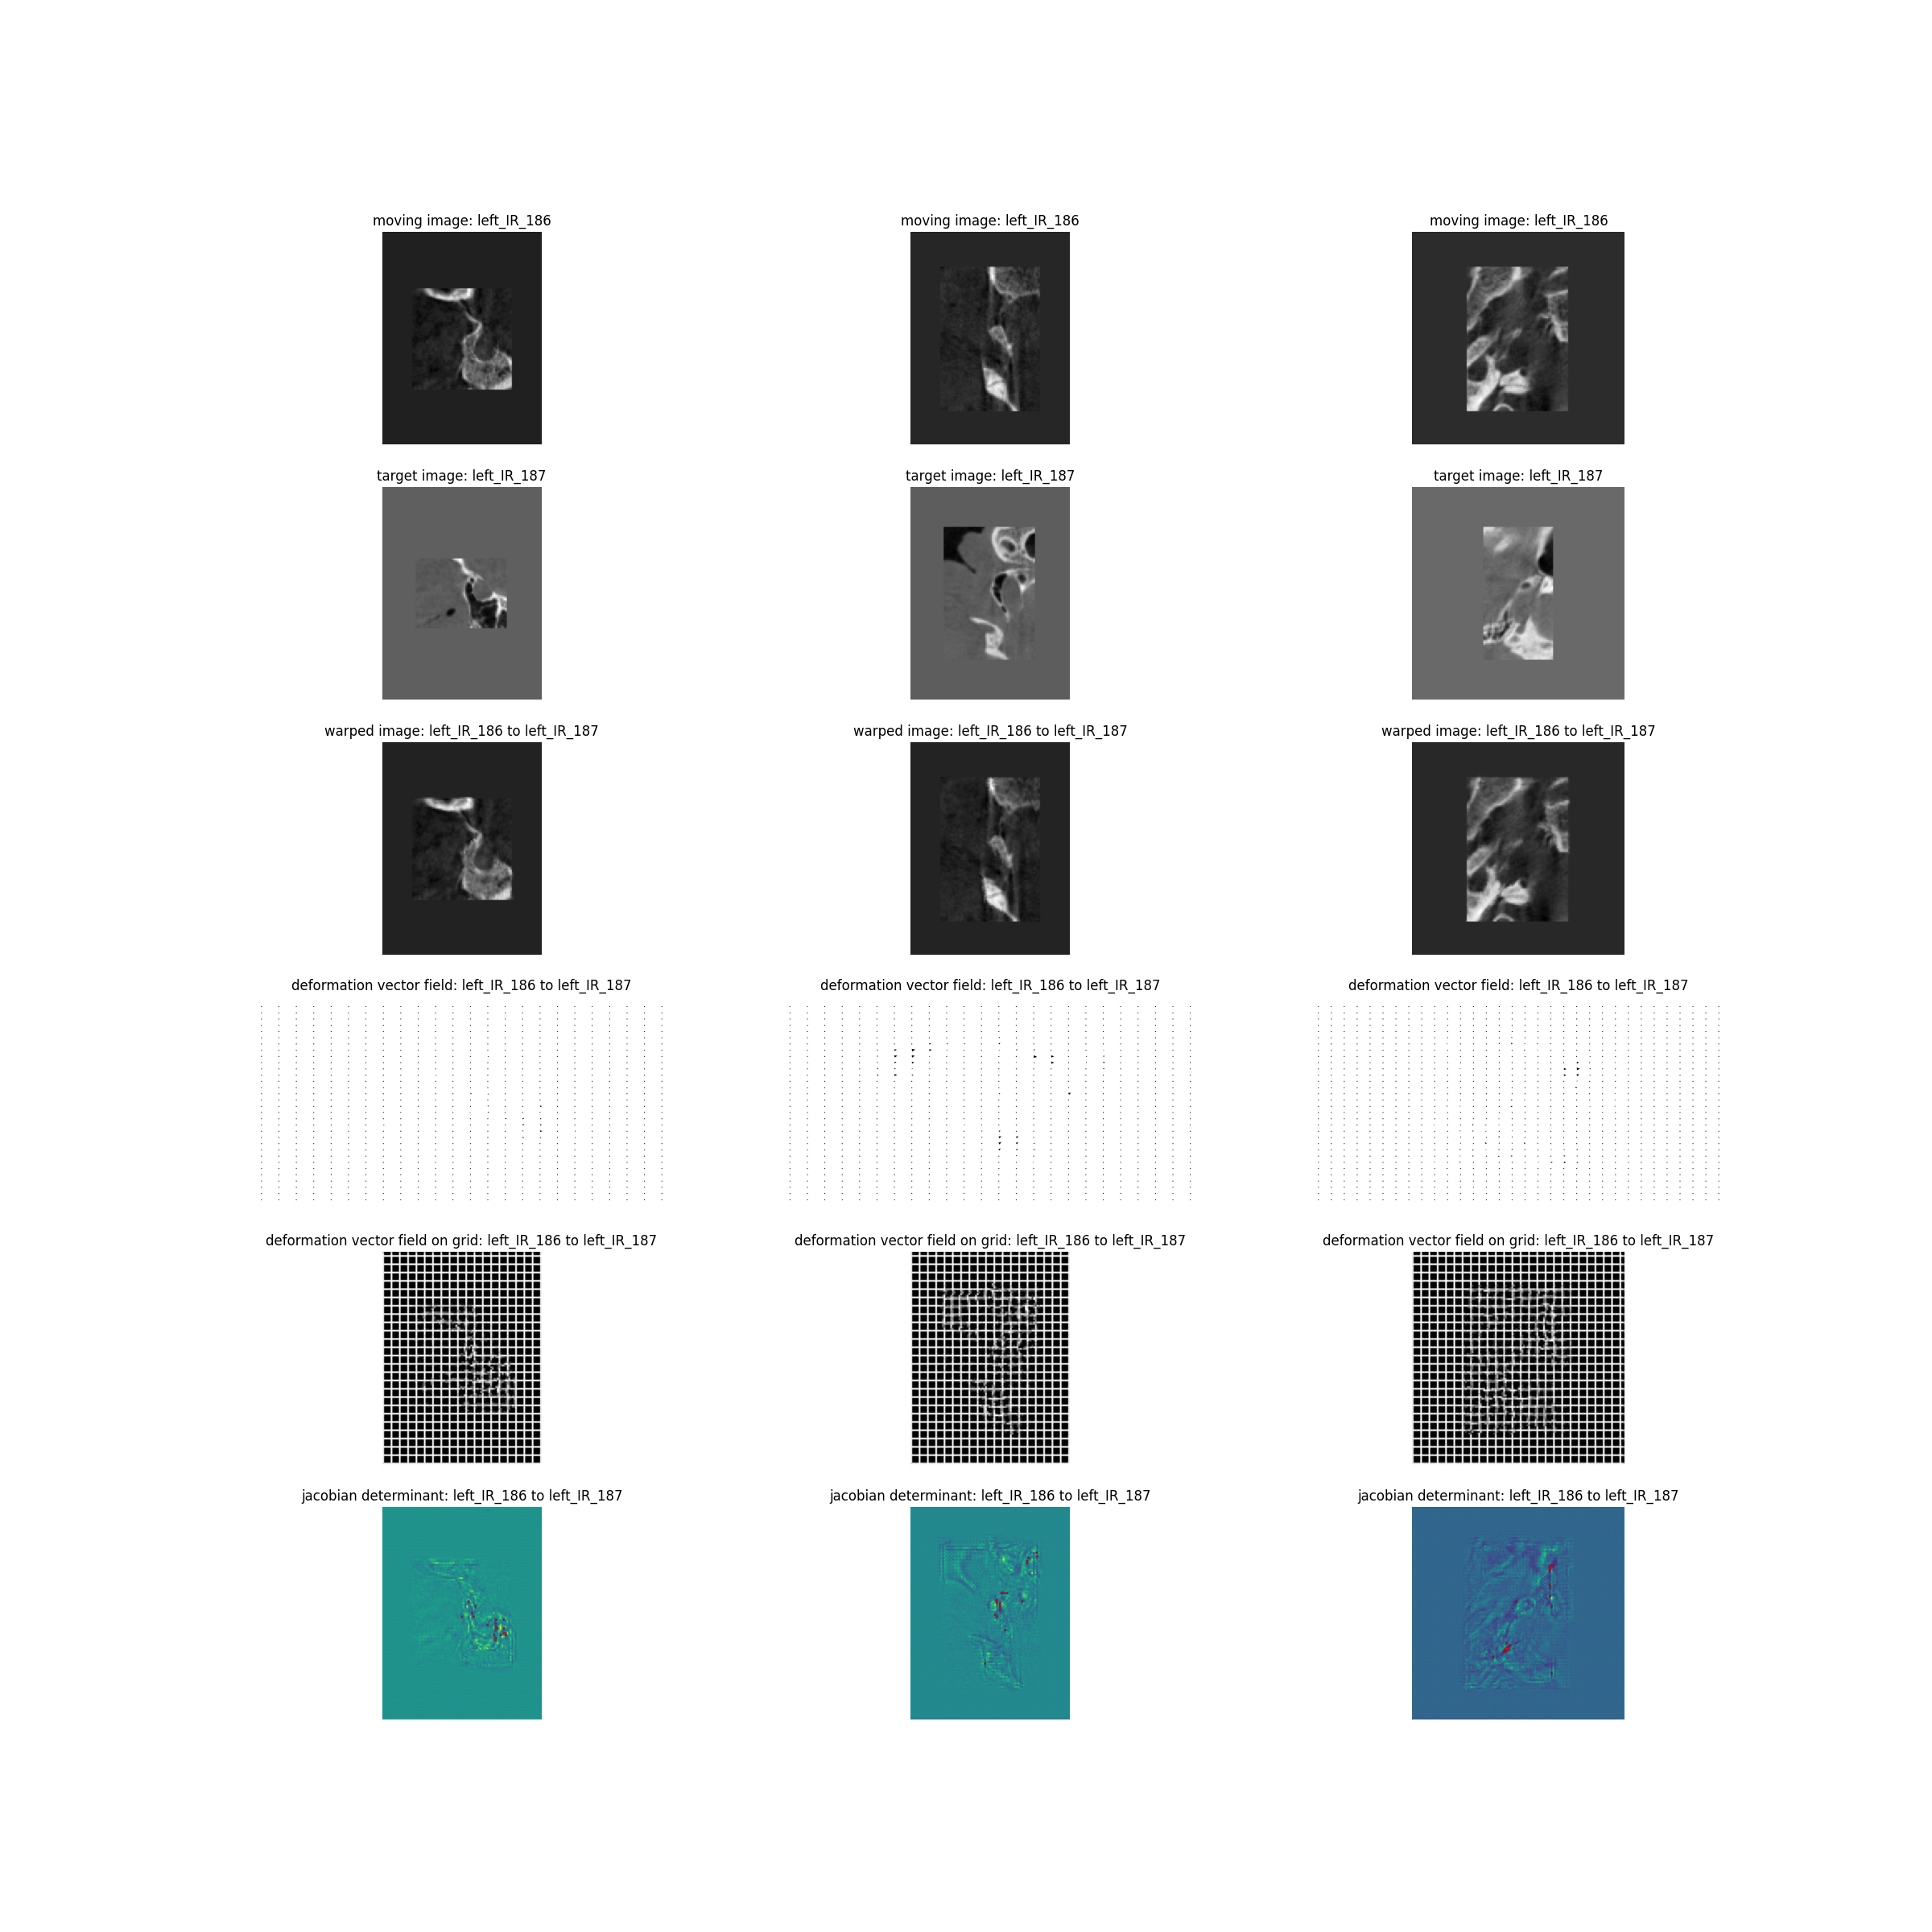 moving image: left_IR_186
moving image: left_IR_186
moving image: left_IR_186
target image: left_IR_187
target image: left_IR_187
target image: left_IR_187
warped image: left_IR_186 to left_IR_187
warped image: left_IR_186 to left_IR_187
warped image: left_IR_186 to left_IR_187
deformation vector field: left_IR_186 to left_IR_187
deformation vector field: left_IR_186 to left_IR_187
deformation vector field: left_IR_186 to left_IR_187
deformation vector field on grid: left_IR_186 to left_IR_187
deformation vector field on grid: left_IR_186 to left_IR_187
deformation vector field on grid: left_IR_186 to left_IR_187
jacobian determinant: left_IR_186 to left_IR_187
jacobian determinant: left_IR_186 to left_IR_187
jacobian determinant: left_IR_186 to left_IR_187